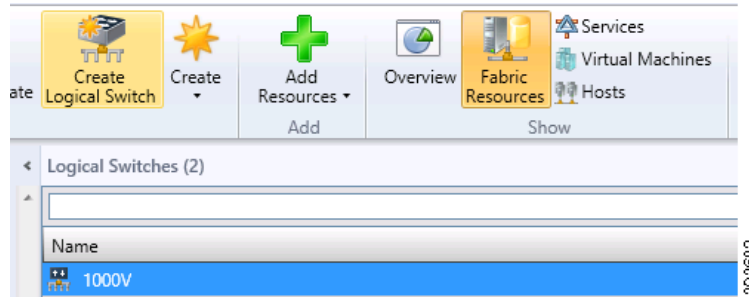 ate
Create
Logical Switch
Create
Add
Resources
Overview
Fabric
Resources
Services
Virtual Machines
Hosts
Add
Show
Logical Switches (2)
Name
1000V